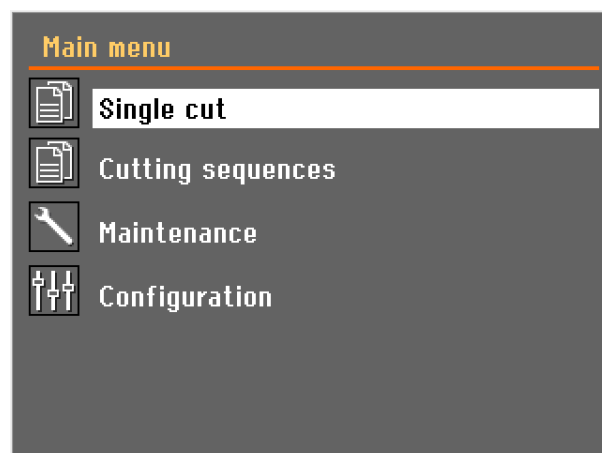 Main menu
Single cut
Cutting sequences
Maintenance
Configuration